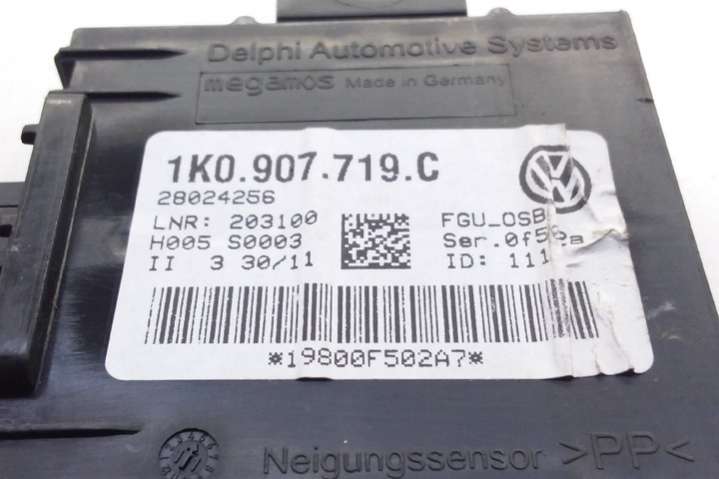 Delphi Automotive Systems
megamos Made in Germany
1K0.907.719.C
28024256
LNR: 203100
H005 S0003
II 3 30/11
FGU_OSB
ID: 111
*19800F502A7*
Neigungssensor >PP<